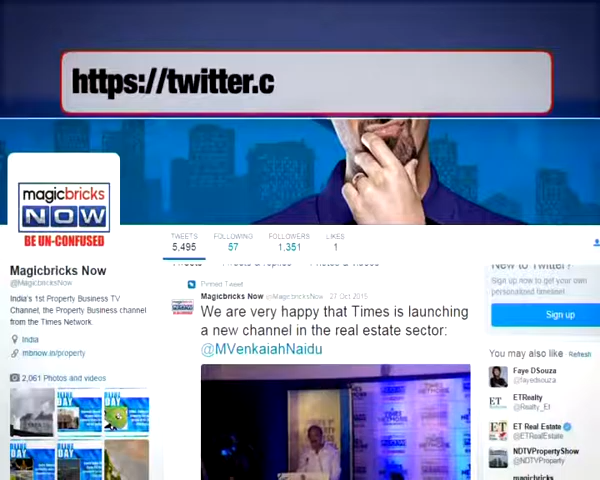 https://twitter.c
magicbricks
NOW
BE UN-CONFUSED
TWEETS
FOLLOWING
FOLLOWERS
LIKES
5,495
57
1,351
1
Magicbricks Now
@MagicbricksNow
India's 1st Property Business TV
Channel, the Property Business channel
from the Times Network.
India
mbnow.in/property
2,061 Photos and videos
Pinned Tweet
Magicbricks Now @MagicbricksNow · 27 Oct 2015
We are very happy that Times is launching
a new channel in the real estate sector:
@MVenkaiahNaidu
New to Twitter?
Sign up now to get your own
personalized timeline!
Sign up
You may also like · Refresh
Faye DSouza
@fayedsouza
ETRealty
@Realty_Et
ET Real Estate
@ETRealEstate
NDTVPropertyShow
@NDTVProperty
magicbricks